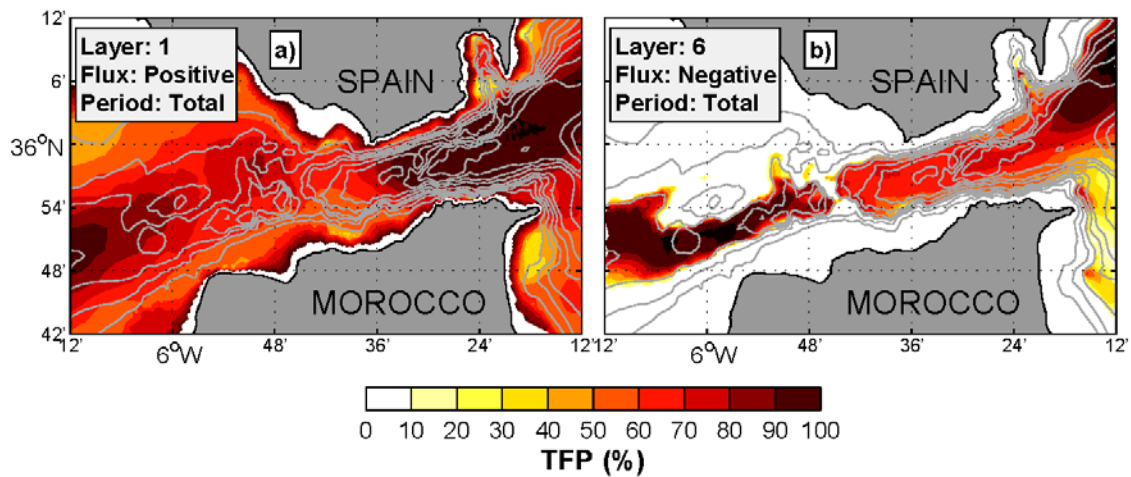 Layer: 1
Flux: Positive
Period: Total
a)
SPAIN
MOROCCO
12'
6'
36°N
54'
48'
42'
12'
6°W
48'
36'
24'
12'
Layer: 6
Flux: Negative
Period: Total
b)
SPAIN
MOROCCO
12'
6°W
48'
36'
24'
12'
0 10 20 30 40 50 60 70 80 90 100
TFP (%)